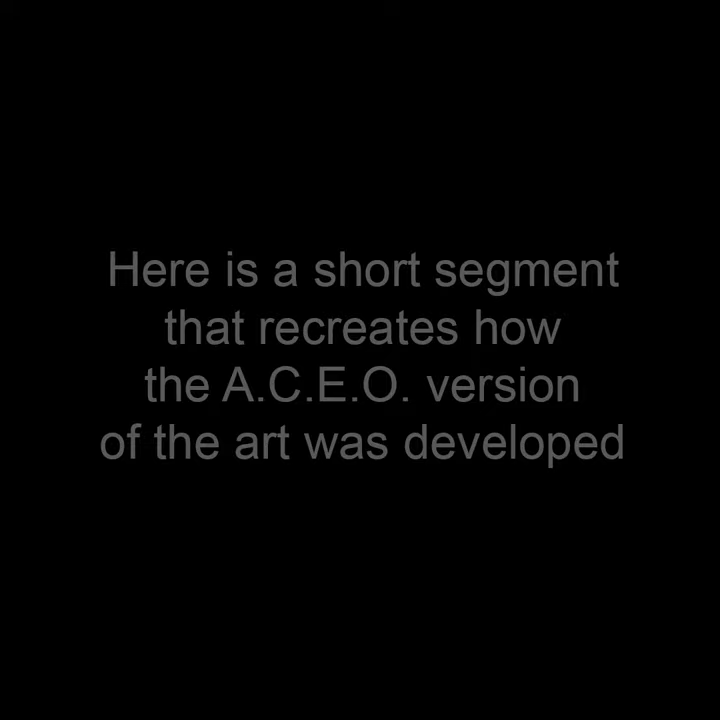 Here is a short segment
that recreates how
the A.C.E.O. version
of the art was developed